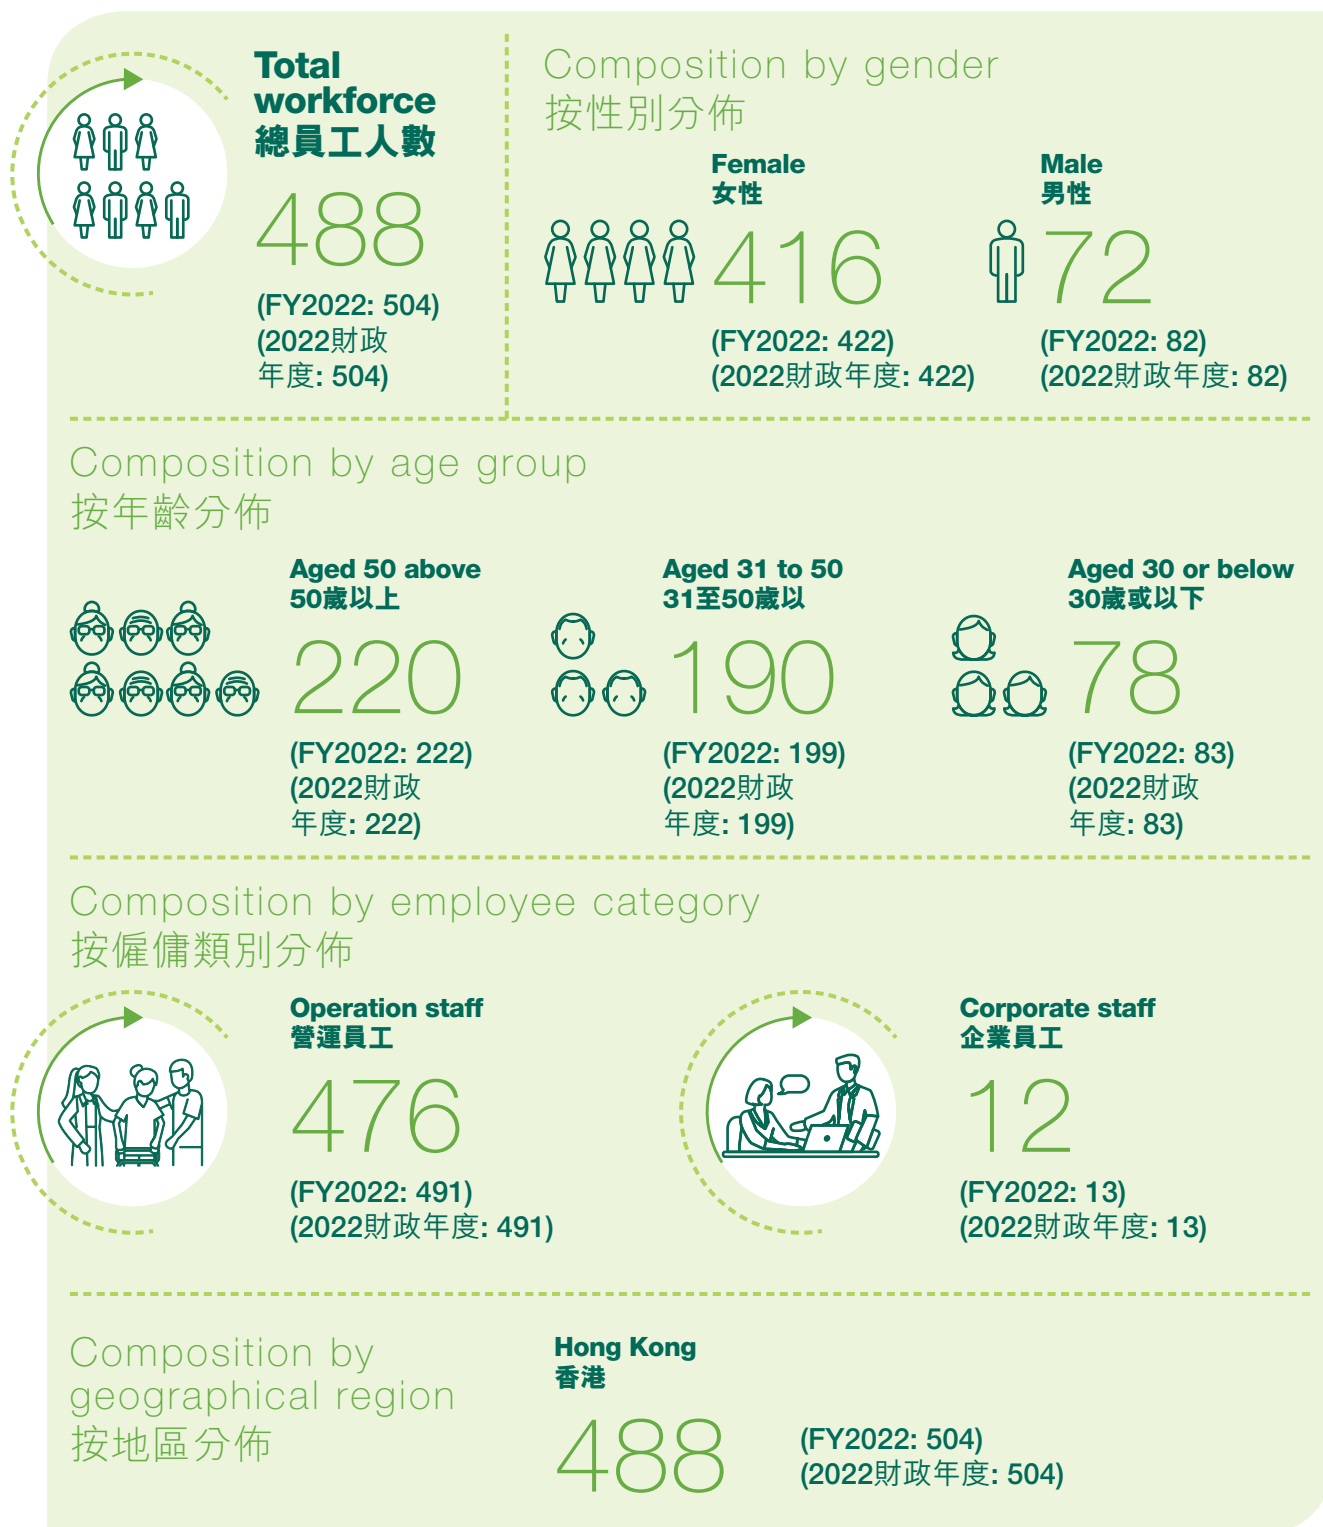 Total
workforce
總員工人數
488
(FY2022: 504)
(2022財政
年度: 504)
Composition by gender
按性別分佈
Female
女性
416
(FY2022: 422)
(2022財政年度: 422)
Male
男性
72
(FY2022: 82)
(2022財政年度: 82)
Composition by age group
按年齡分佈
Aged 50 above
50歲以上
220
(FY2022: 222)
(2022財政
年度: 222)
Aged 31 to 50
31至50歲以
190
(FY2022: 199)
(2022財政
年度: 199)
Aged 30 or below
30歲或以下
78
(FY2022: 83)
(2022財政
年度: 83)
Composition by employee category
按僱傭類別分佈
Operation staff
營運員工
476
(FY2022: 491)
(2022財政年度: 491)
Corporate staff
企業員工
12
(FY2022: 13)
(2022財政年度: 13)
Composition by
geographical region
按地區分佈
Hong Kong
香港
488
(FY2022: 504)
(2022財政年度: 504)